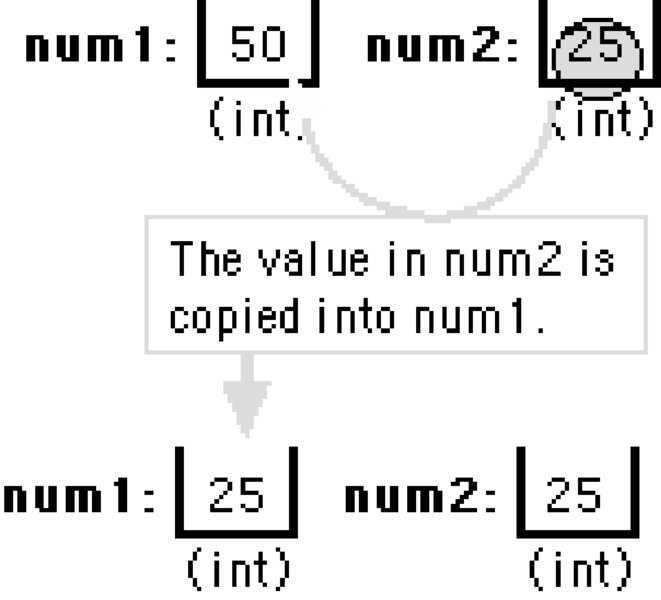 num1: 50 num2: 25
(int. (int)
The value in num2 is
copied into num1.
num1: 25 num2: 25
(int) (int)